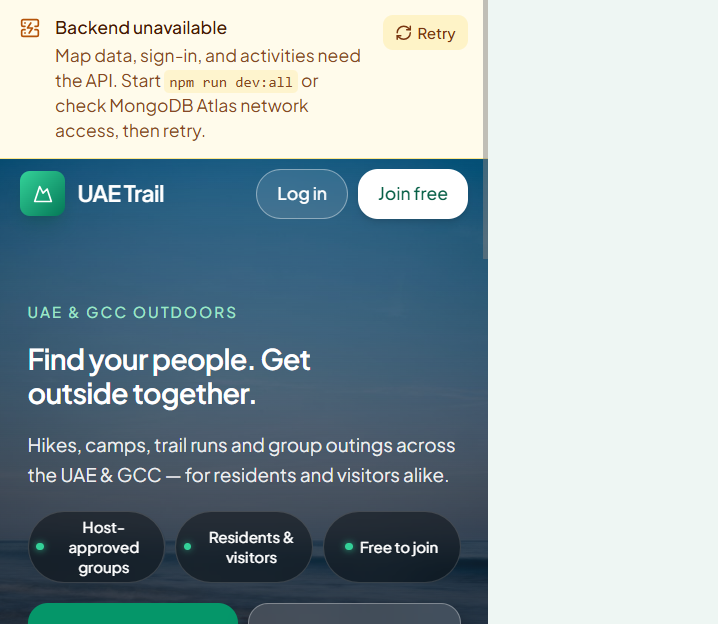 Backend unavailable
Retry
Map data, sign-in, and activities need
the API. Start npm run dev:all or
check MongoDB Atlas network
access, then retry.
UAE Trail
Log in
Join free
UAE & GCC OUTDOORS
Find your people. Get
outside together.
Hikes, camps, trail runs and group outings across
the UAE & GCC — for residents and visitors alike.
Host-
approved
groups
Residents &
visitors
Free to join